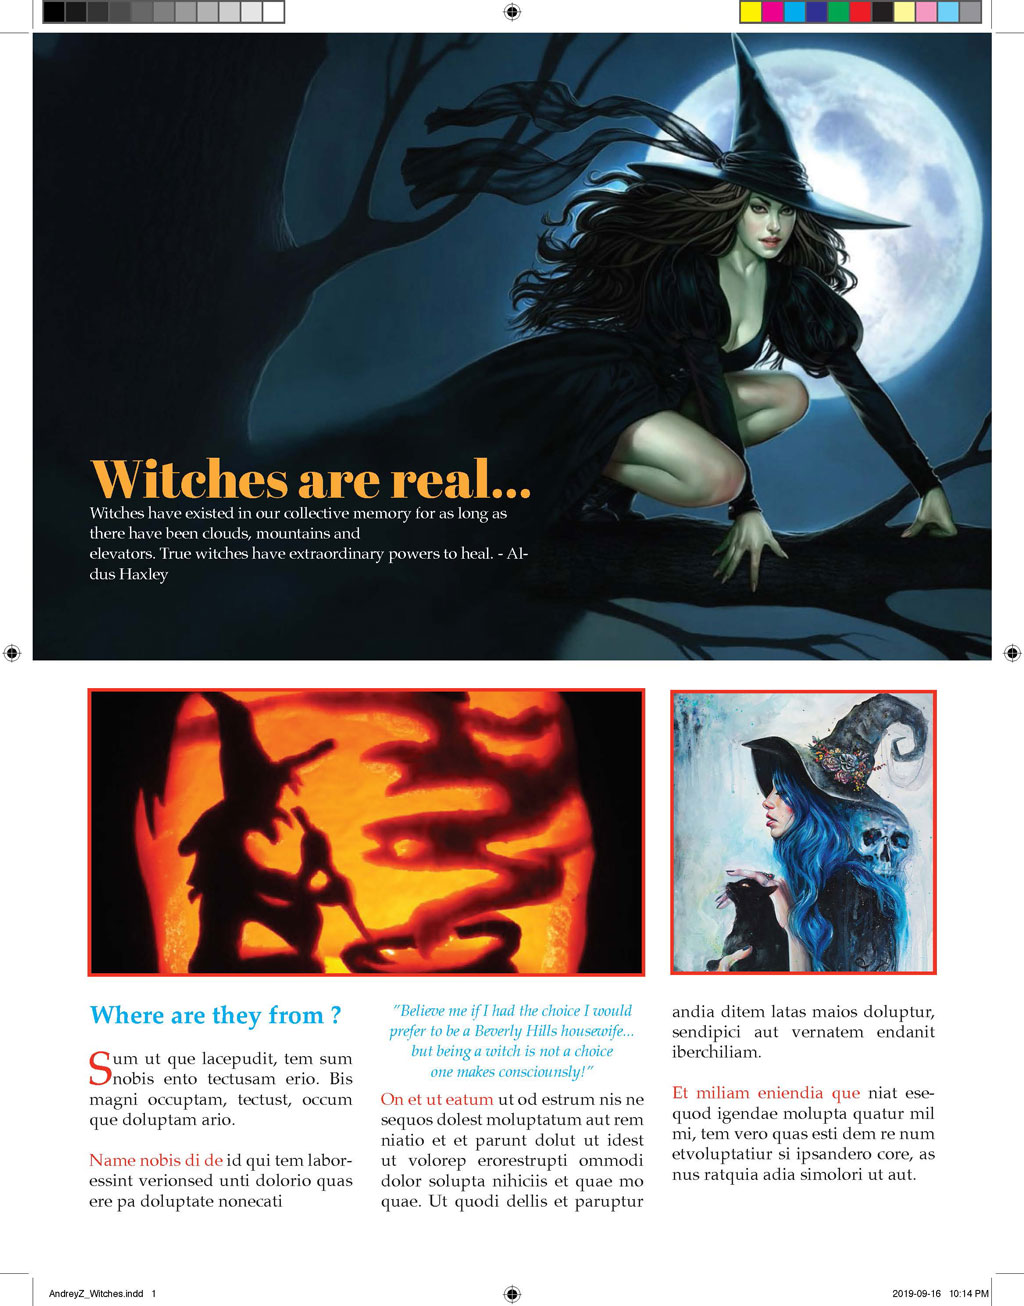 Witches are real...
Witches have existed in our collective memory for as long as
there have been clouds, mountains and
elevators. True witches have extraordinary powers to heal. - Al-
dus Haxley
Where are they from ?
Sum ut que lacepudit, tem sum
nobis ento tectusam erio. Bis
magni occuptam, tectust, occum
que doluptam ario.
Name nobis di de id qui tem labor-
essint verionsed unti dolorio quas
ere pa doluptate nonecati
"Believe me if I had the choice I would
prefer to be a Beverly Hills housewife...
but being a witch is not a choice
one makes consciounsly!"
On et ut eatum ut od estrum nis ne
sequos dolest moluptatum aut rem
niatio et et parunt dolut ut idest
ut volorep erorestrupti ommodi
dolor solupta nihiciis et quae mo
quae. Ut quodi dellis et paruptur
andia ditem latas maios doluptur,
sendipici aut vernatem endanit
iberchiliam.
Et miliam eniendia que niat ese-
quod igendae molupta quatur mil
mi, tem vero quas esti dem re num
etvoluptatiur si ipsandero core, as
nus ratquia adia simolori ut aut.
AndreyZ_Witches.indd 1
2019-09-16 10:14 PM